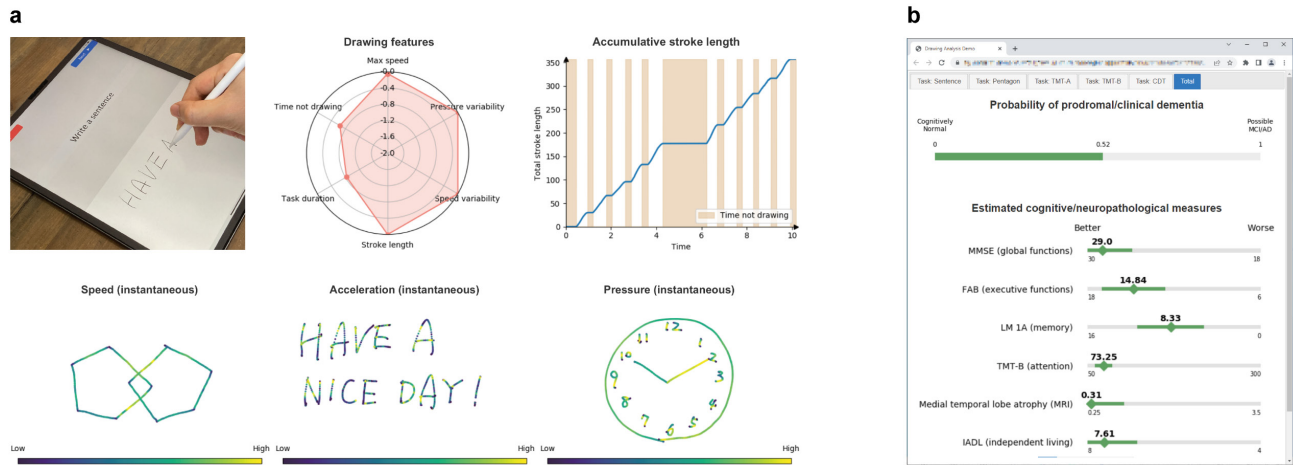 a
b
Drawing features
Accumulative stroke length
Write a sentence
HAVE A
Max speed
-0.0
-0.4
-0.8
-1.2
-1.6
-2.0
Time not drawing
Pressure variability
Task duration
Speed variability
Stroke length
Total stroke length
350
300
250
200
150
100
50
0
Time not drawing
0 2 4 6 8 10
Time
Speed (instantaneous)
Acceleration (instantaneous)
Pressure (instantaneous)
HAVE A
NICE DAY!
12
1
2
3
4
5
6
7
8
9
10
11
Low High
Low High
Low High
Drawing Analysis Demo
Task: Sentence Task: Pentagon Task: TMT-A Task: TMT-B Task: CDT Total
Probability of prodromal/clinical dementia
Cognitively
Normal
Possible
MCI/AD
0 0.52 1
Estimated cognitive/neuropathological measures
Better Worse
MMSE (global functions) 29.0
30 18
FAB (executive functions) 14.84
18 6
LM 1A (memory) 8.33
16 0
TMT-B (attention) 73.25
50 300
Medial temporal lobe atrophy (MRI) 0.31
0.25 3.5
IADL (independent living) 7.61
8 4